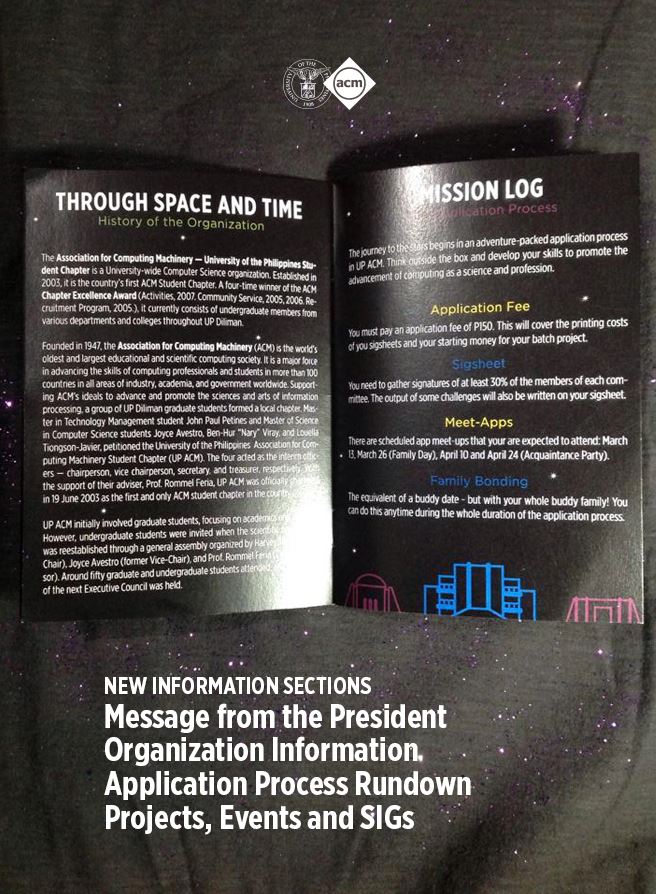 UNIVERSITY OF THE PHILIPPINES
1908
acm
THROUGH SPACE AND TIME
History of the Organization
The Association for Computing Machinery — University of the Philippines Stu-
dent Chapter is a University-wide Computer Science organization. Established in
2003, it is the country's first ACM Student Chapter. A four-time winner of the ACM
Chapter Excellence Award (Activities, 2007. Community Service, 2005, 2006. Re-
cruitment Program, 2005.), it currently consists of undergraduate members from
various departments and colleges throughout UP Diliman.
Founded in 1947, the Association for Computing Machinery (ACM) is the world's
oldest and largest educational and scientific computing society. It is a major force
in advancing the skills of computing professionals and students in more than 100
countries in all areas of industry, academia, and government worldwide. Support-
ing ACM's ideals to advance and promote the sciences and arts of information
processing, a group of UP Diliman graduate students formed a local chapter. Mas-
ter in Technology Management student John Paul Petines and Master of Science
in Computer Science students Joyce Avestro, Ben-Hur "Nary" Viray, and Louella
Tiongson-Javier, petitioned the University of the Philippines Association for Com-
puting Machinery Student Chapter (UP ACM). The four acted as the interim offic-
ers — chairperson, vice chairperson, secretary, and treasurer, respectively. With
the support of their adviser, Prof. Rommel Feria, UP ACM was officially
in 19 June 2003 as the first and only ACM student chapter in the
UP ACM initially involved graduate students, focusing on academics
However, undergraduate students were invited when the scientific
was reestablished through a general assembly organized by
Chair), Joyce Avestro (former Vice-Chair), and Prof. Rommel Feria
sor). Around fifty graduate and undergraduate students attended,
of the next Executive Council was held.
MISSION LOG
Application Process
The journey to the stars begins in an adventure-packed application process
in UP ACM. Think outside the box and develop your skills to promote the
advancement of computing as a science and profession.
Application Fee
You must pay an application fee of P150. This will cover the printing costs
of you sigsheets and your starting money for your batch project.
Sigsheet
You need to gather signatures of at least 30% of the members of each com-
mittee. The output of some challenges will also be written on your sigsheet.
Meet-Apps
There are scheduled app meet-ups that your are expected to attend: March
13, March 26 (Family Day), April 10 and April 24 (Acquaintance Party).
Family Bonding
The equivalent of a buddy date - but with your whole buddy family! You
can do this anytime during the whole duration of the application process.
NEW INFORMATION SECTIONS
Message from the President
Organization Information
Application Process Rundown
Projects, Events and SIGs